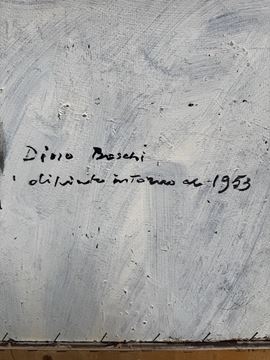 Dino Boschi
dipinto intorno al 1953